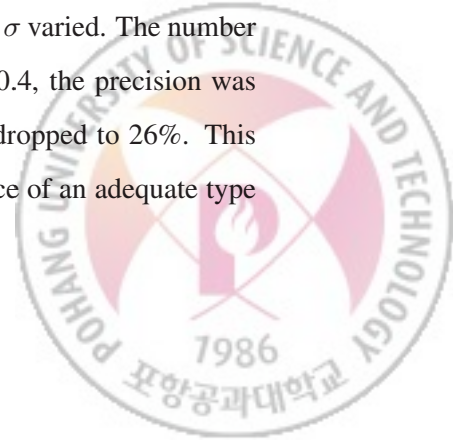 σ varied. The number
0.4, the precision was
dropped to 26%. This
ce of an adequate type
POHANG UNIVERSITY OF SCIENCE AND TECHNOLOGY
1986
포항공과대학교